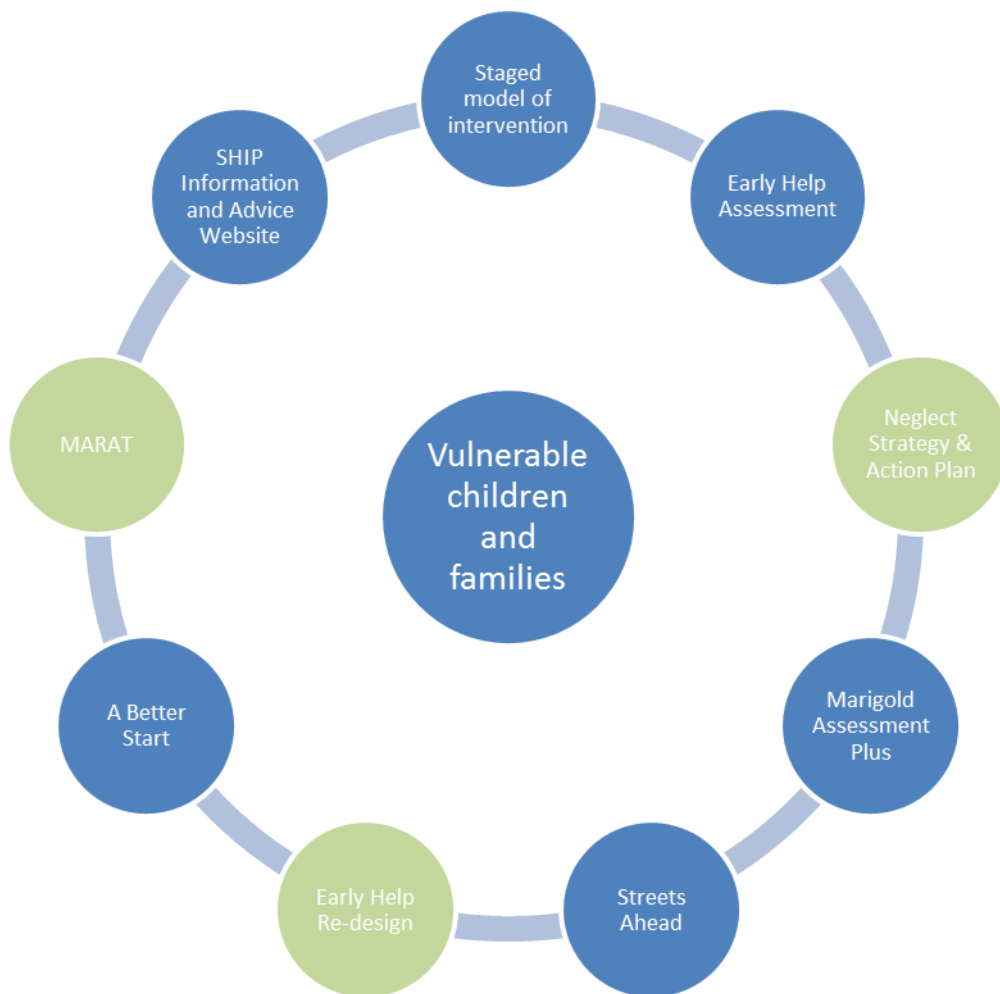 Staged
model of
intervention
Early Help
Assessment
Neglect
Strategy &
Action Plan
Marigold
Assessment
Plus
Streets
Ahead
Early Help
Re-design
A Better
Start
MARAT
SHIP
Information
and Advice
Website
Vulnerable
children
and
families